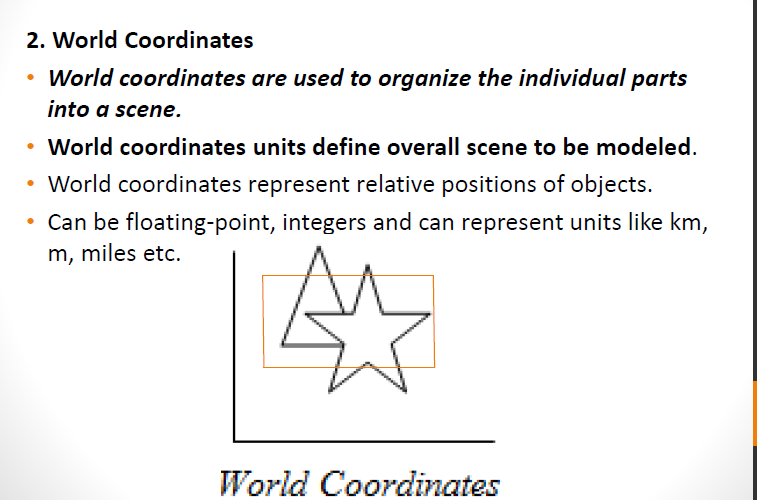 2. World Coordinates
• World coordinates are used to organize the individual parts
into a scene.
• World coordinates units define overall scene to be modeled.
• World coordinates represent relative positions of objects.
• Can be floating-point, integers and can represent units like km,
m, miles etc.
World Coordinates